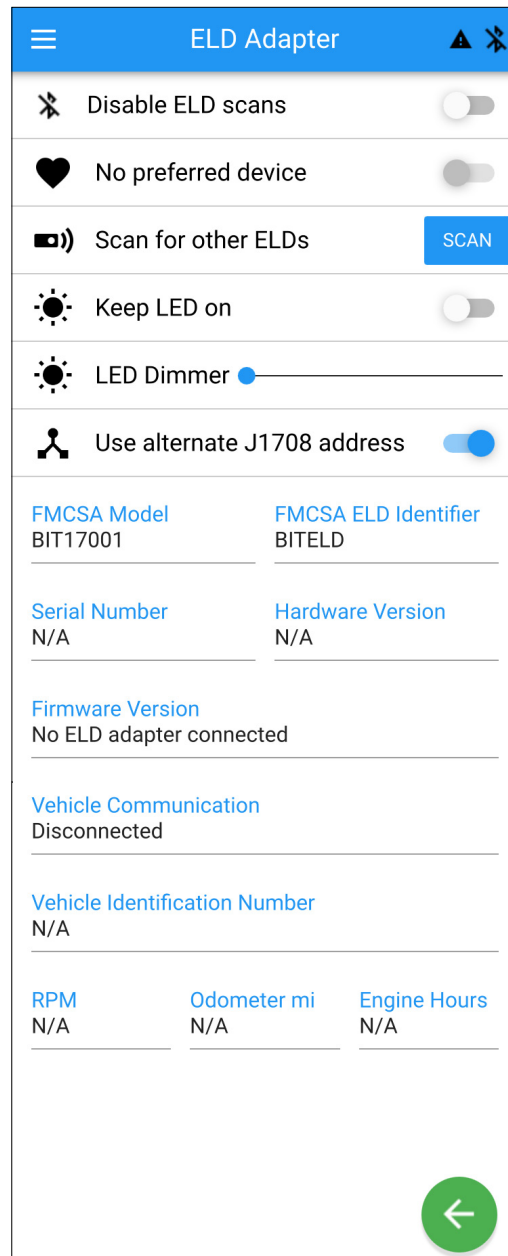 ELD Adapter
Disable ELD scans
No preferred device
Scan for other ELDs SCAN
Keep LED on
LED Dimmer
Use alternate J1708 address
FMCSA Model FMCSA ELD Identifier
BIT17001 BITELD
Serial Number Hardware Version
N/A N/A
Firmware Version
No ELD adapter connected
Vehicle Communication
Disconnected
Vehicle Identification Number
N/A
RPM Odometer mi Engine Hours
N/A N/A N/A